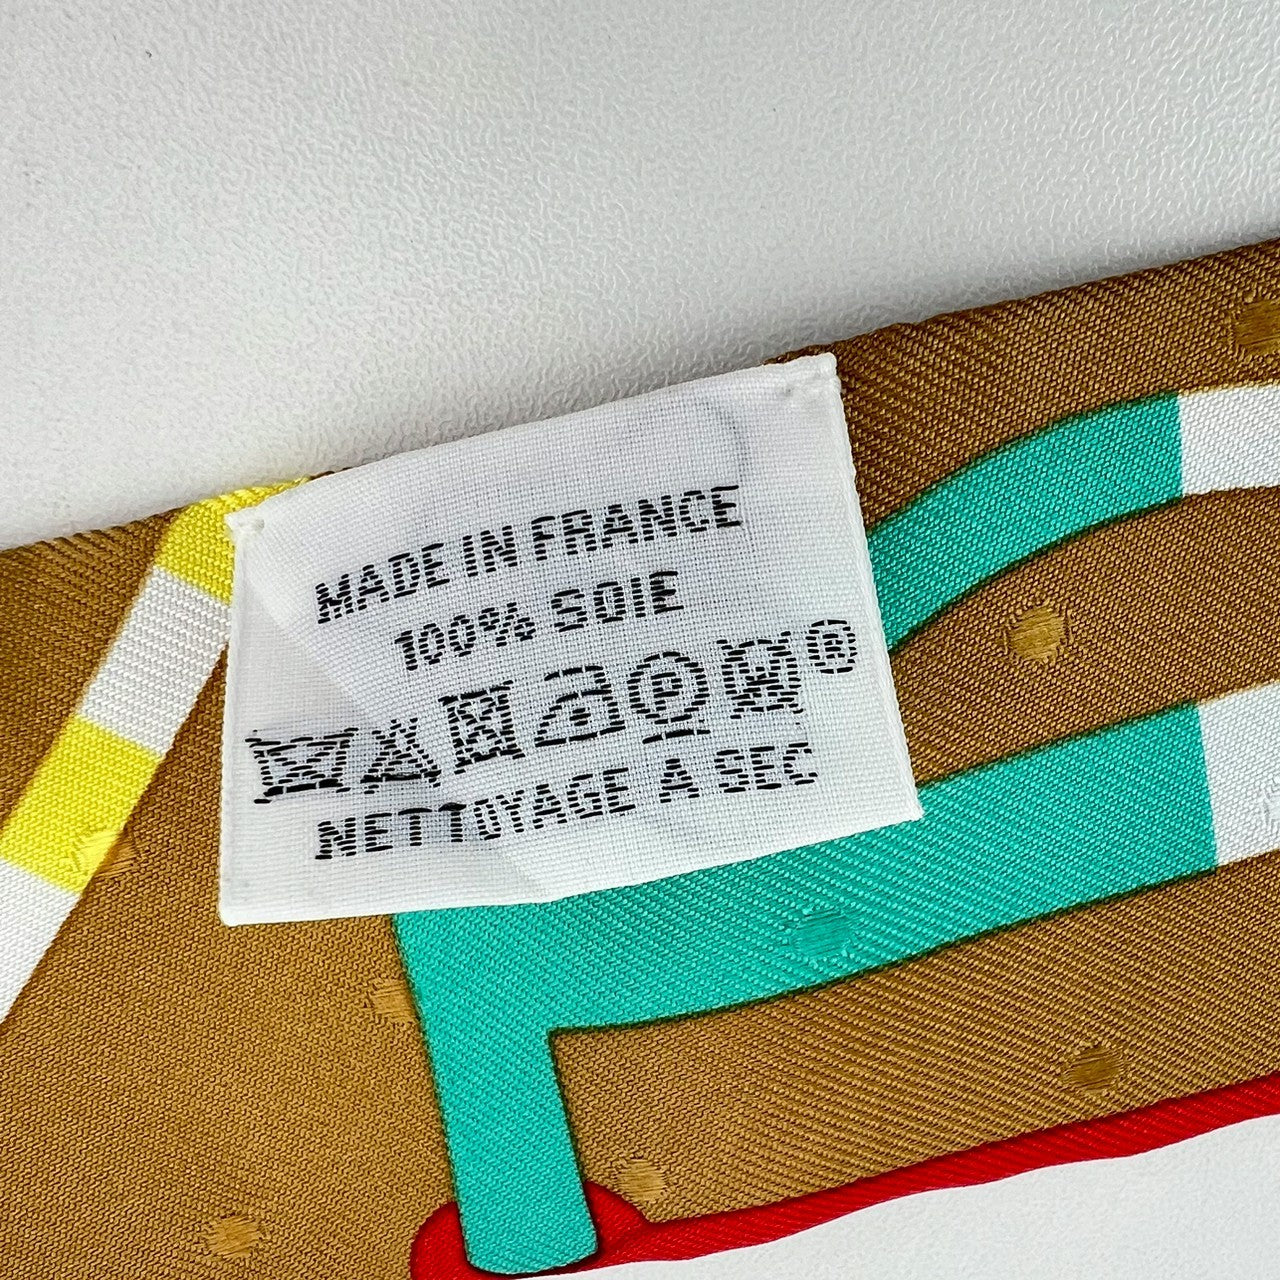 MADE IN FRANCE
100% SOIE
P ®
NETTOYAGE A SEC